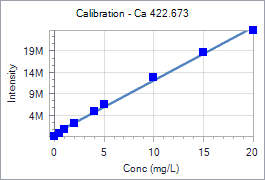 Calibration - Ca 422.673
Intensity
19M
14M
9M
4M
0 5 10 15 20
Conc (mg/L)